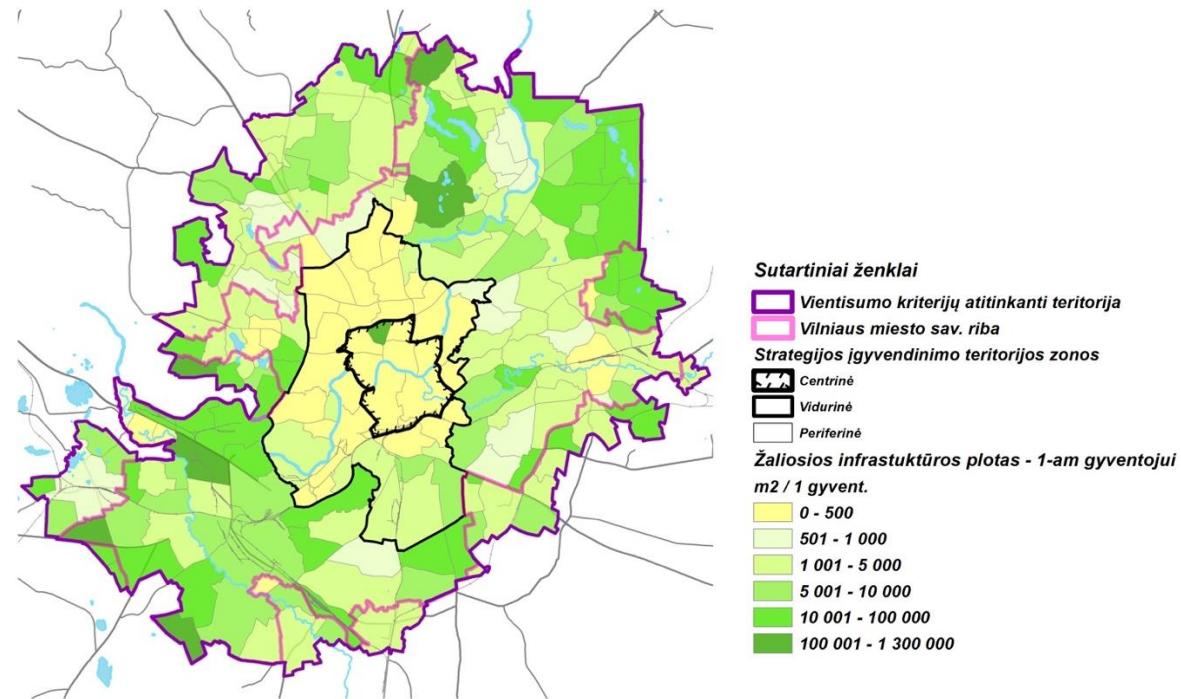 Sutartiniai ženklai
Vientisumo kriterijų atitinkanti teritorija
Vilniaus miesto sav. riba
Strategijos įgyvendinimo teritorijos zonos
Centrinė
Vidurinė
Periferinė
Žaliosios infrastuktūros plotas - 1-am gyventojui
m2 / 1 gyvent.
0 - 500
501 - 1 000
1 001 - 5 000
5 001 - 10 000
10 001 - 100 000
100 001 - 1 300 000